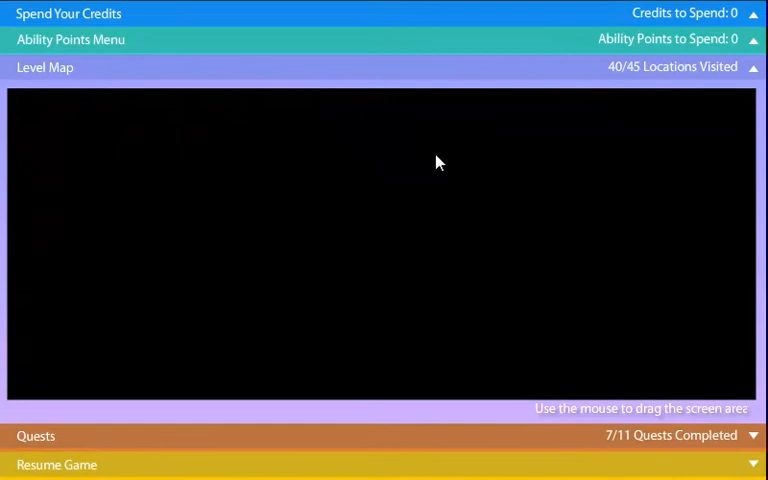 Spend Your Credits Credits to Spend: 0
Ability Points Menu Ability Points to Spend: 0
Level Map 40/45 Locations Visited
Use the mouse to drag the screen area
Quests 7/11 Quests Completed
Resume Game